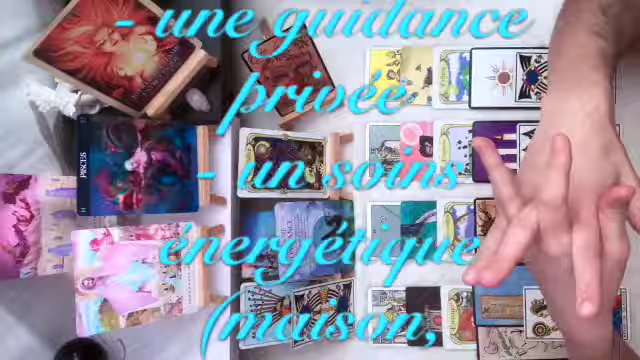 - une guidance
privée
- un soins
énergétique
(maison,
PISCES